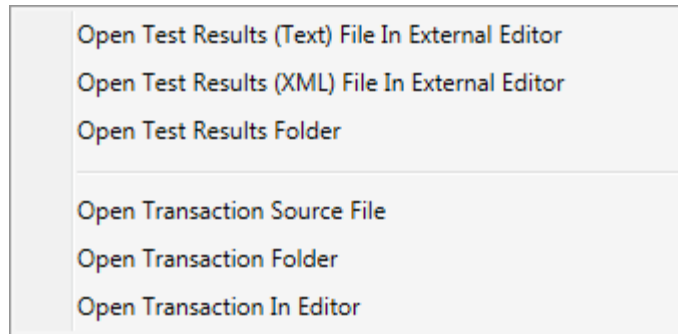 Open Test Results (Text) File In External Editor
Open Test Results (XML) File In External Editor
Open Test Results Folder
Open Transaction Source File
Open Transaction Folder
Open Transaction In Editor